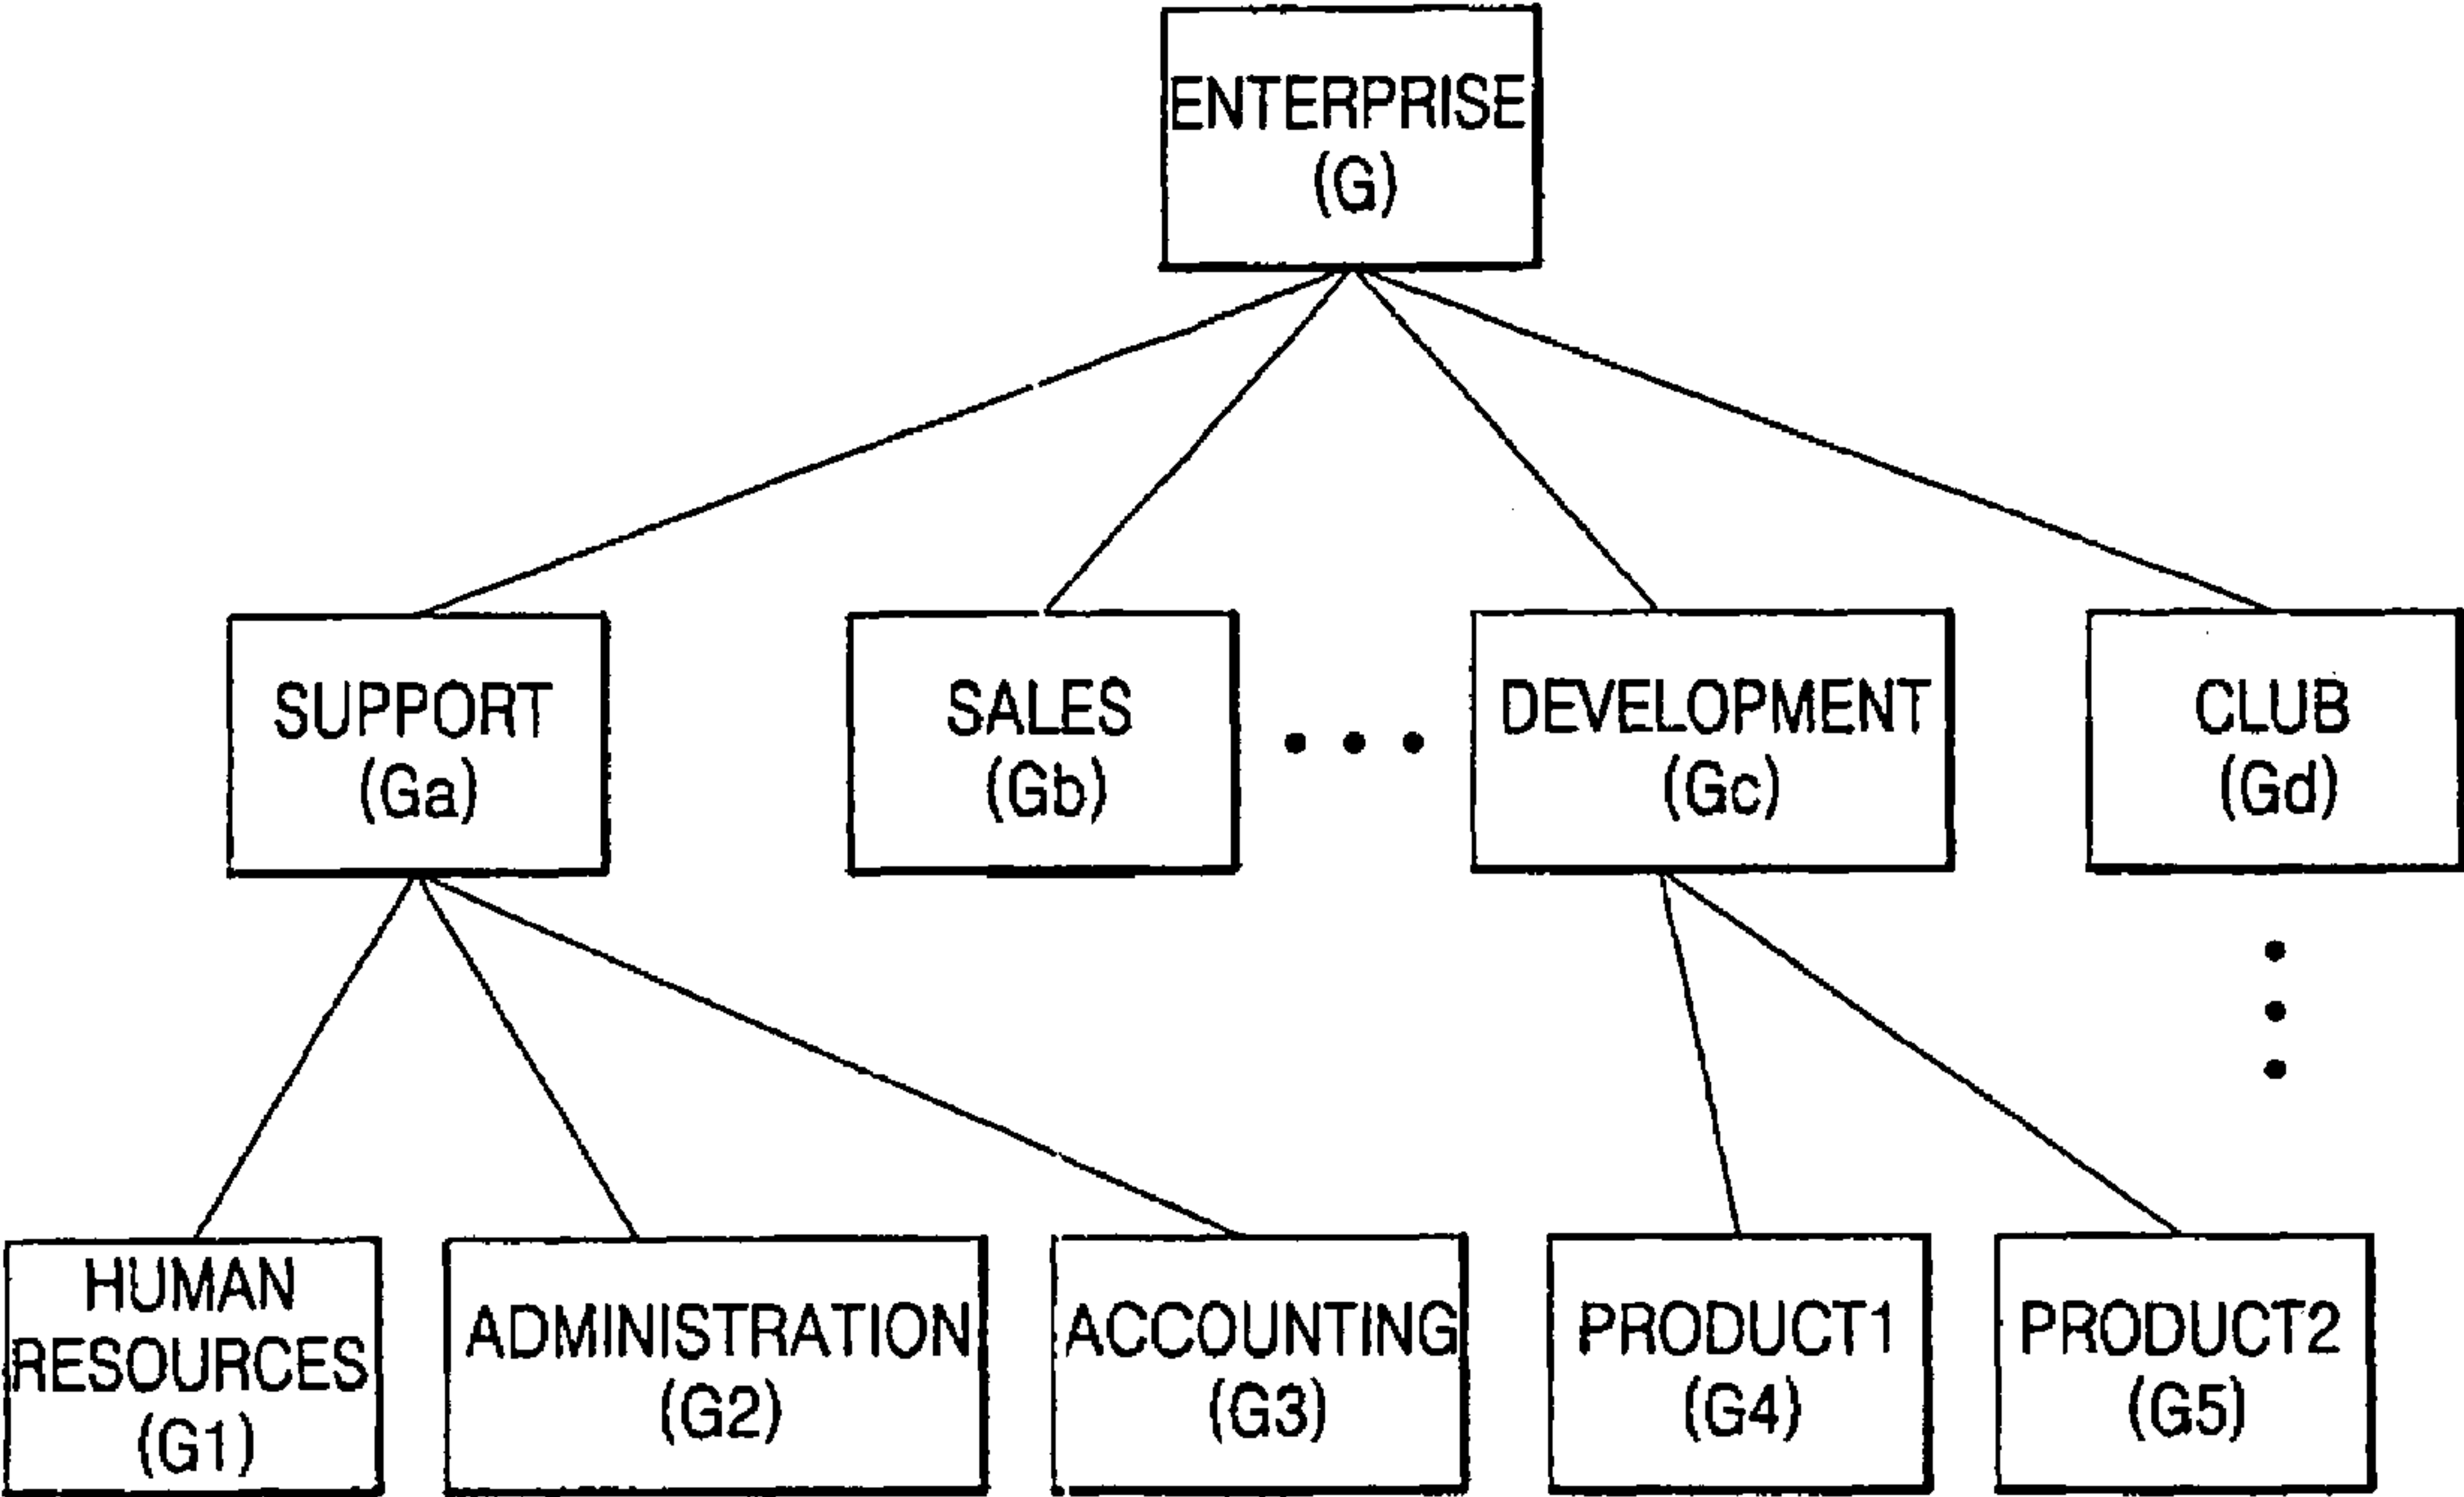 ENTERPRISE
(G)
SUPPORT
(Ga)
SALES
(Gb)
DEVELOPMENT
(Gc)
CLUB
(Gd)
HUMAN
RESOURCES
(G1)
ADMINISTRATION
(G2)
ACCOUNTING
(G3)
PRODUCT1
(G4)
PRODUCT2
(G5)